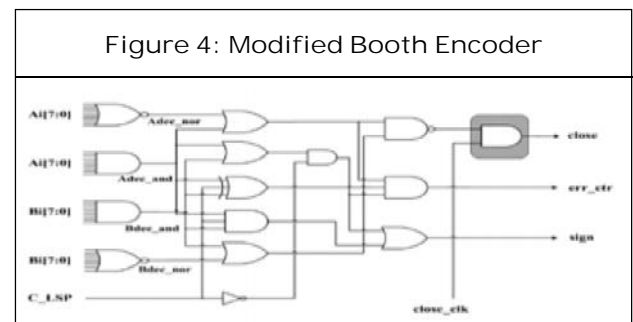 Figure 4: Modified Booth Encoder
Ai[7:0]
Adec_nor
close
Ai[7:0]
Adec_and
err_ctr
Bi[7:0]
Bdec_and
sign
Bi[7:0]
Bdec_nor
C_LSP
close_clk